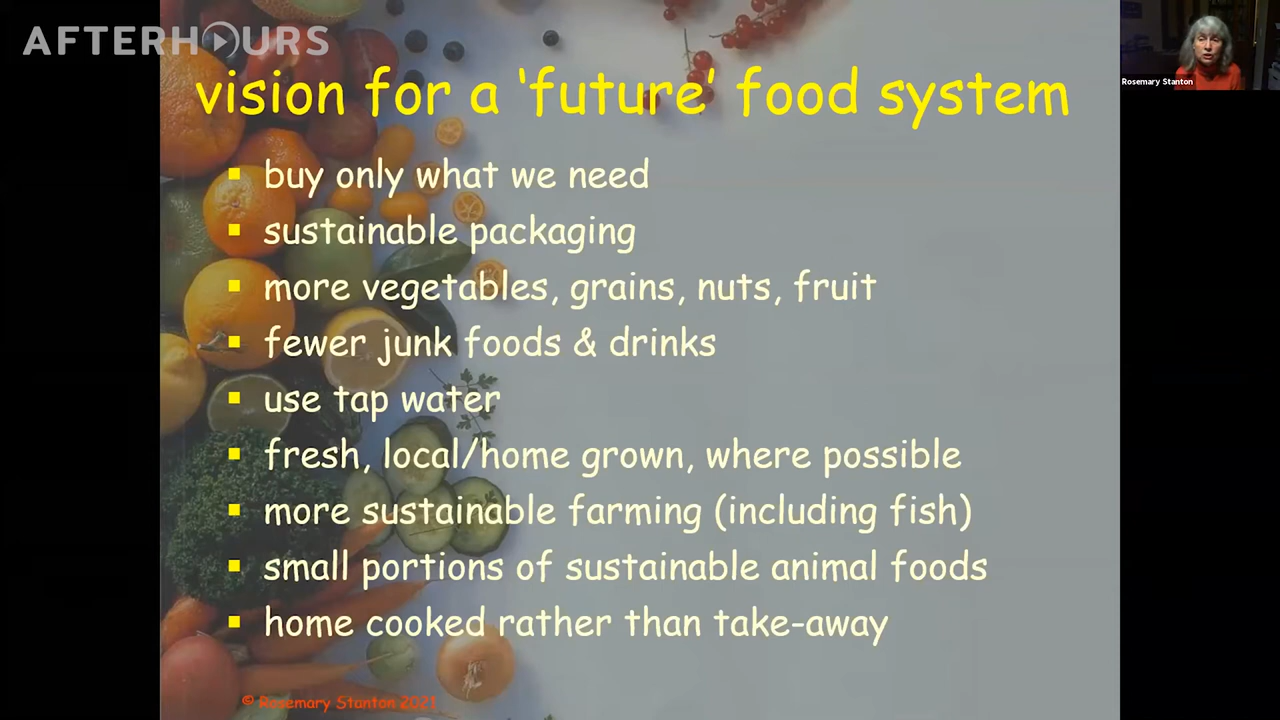 AFTERHOURS
Rosemary Stanton
vision for a ‘future’ food system
▪ buy only what we need
▪ sustainable packaging
▪ more vegetables, grains, nuts, fruit
▪ fewer junk foods & drinks
▪ use tap water
▪ fresh, local/home grown, where possible
▪ more sustainable farming (including fish)
▪ small portions of sustainable animal foods
▪ home cooked rather than take-away
© Rosemary Stanton 2021